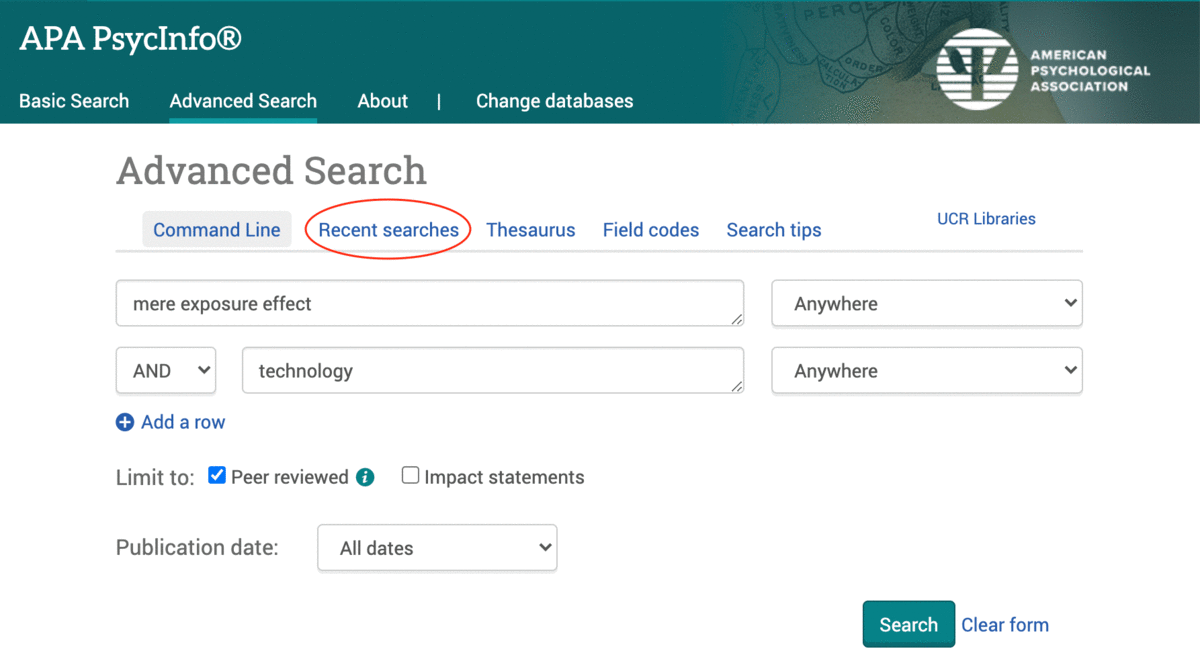 APA PsycInfo®
AMERICAN
PSYCHOLOGICAL
ASSOCIATION
Basic Search Advanced Search About | Change databases
Advanced Search
Command Line Recent searches Thesaurus Field codes Search tips UCR Libraries
mere exposure effect Anywhere
AND technology Anywhere
Add a row
Limit to: Peer reviewed i Impact statements
Publication date: All dates
Search Clear form